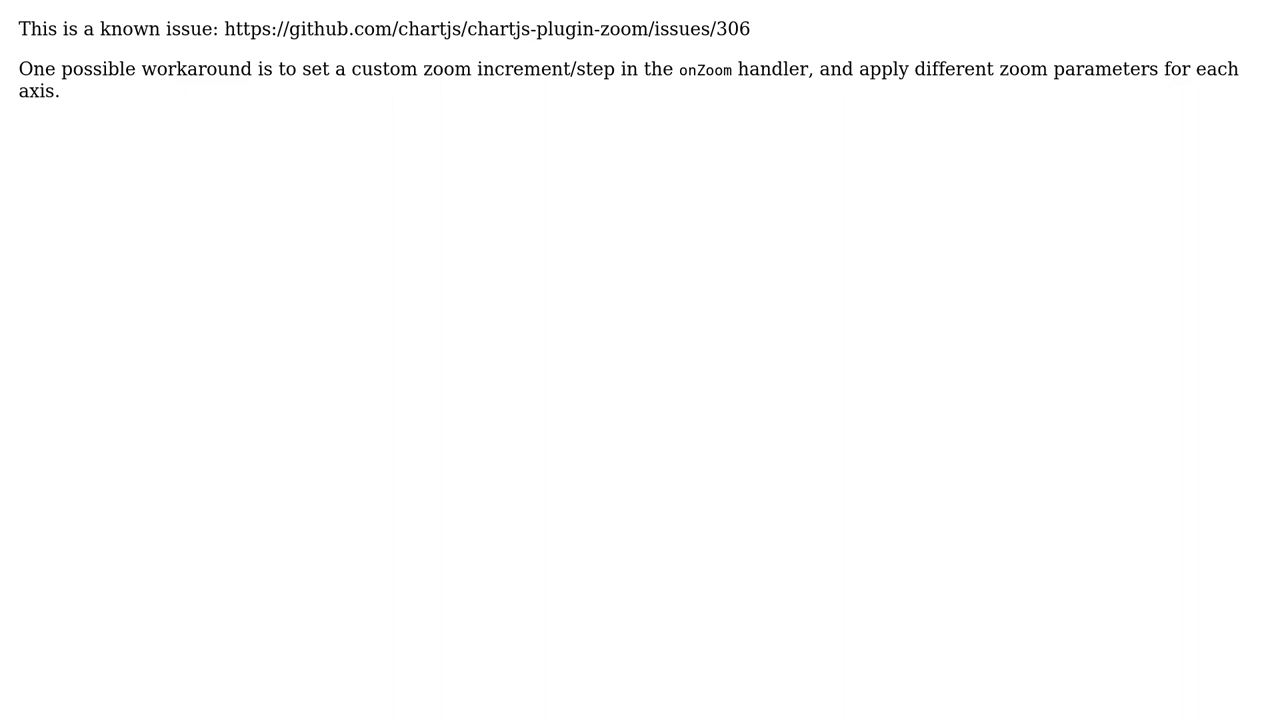 This is a known issue: https://github.com/chartjs/chartjs-plugin-zoom/issues/306
One possible workaround is to set a custom zoom increment/step in the onZoom handler, and apply different zoom parameters for each
axis.